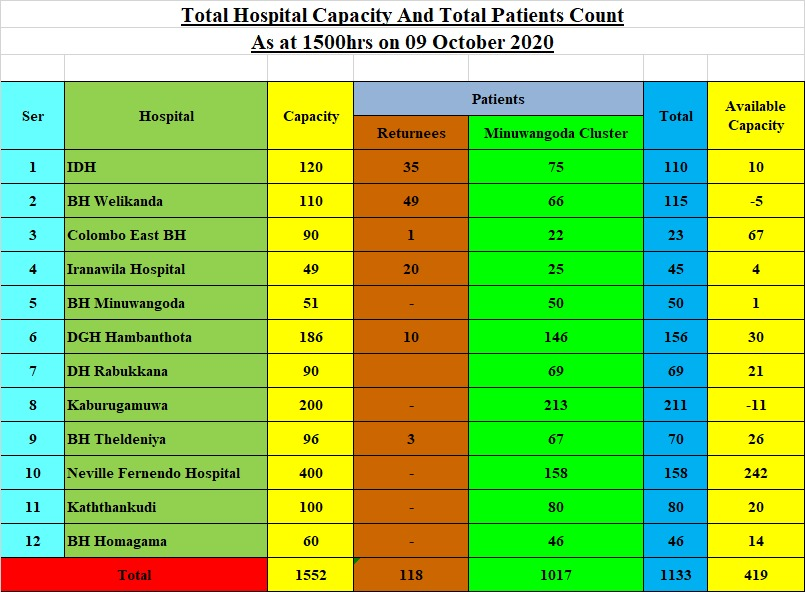 Total Hospital Capacity And Total Patients Count
As at 1500hrs on 09 October 2020
Ser Hospital Capacity Patients Total Available Capacity
Returnees Minuwangoda Cluster
1 IDH 120 35 75 110 10
2 BH Welikanda 110 49 66 115 -5
3 Colombo East BH 90 1 22 23 67
4 Iranawila Hospital 49 20 25 45 4
5 BH Minuwangoda 51 - 50 50 1
6 DGH Hambanthota 186 10 146 156 30
7 DH Rabukkana 90 69 69 21
8 Kaburugamuwa 200 - 213 211 -11
9 BH Theldeniya 96 3 67 70 26
10 Neville Fernendo Hospital 400 - 158 158 242
11 Kaththankudi 100 - 80 80 20
12 BH Homagama 60 - 46 46 14
Total 1552 118 1017 1133 419